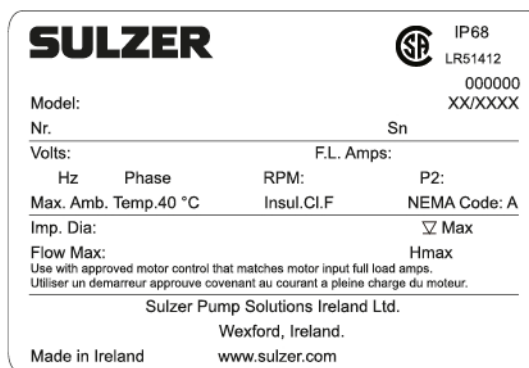 SULZER
SA IP68
LR51412
000000
Model: XX/XXXX
Nr. Sn
Volts: F.L. Amps:
Hz Phase RPM: P2:
Max. Amb. Temp.40 °C Insul.Cl.F NEMA Code: A
Imp. Dia: ▽ Max
Flow Max: Hmax
Use with approved motor control that matches motor input full load amps.
Utiliser un demarreur approuve covenant au courant a pleine charge du moteur.
Sulzer Pump Solutions Ireland Ltd.
Wexford, Ireland.
Made in Ireland www.sulzer.com